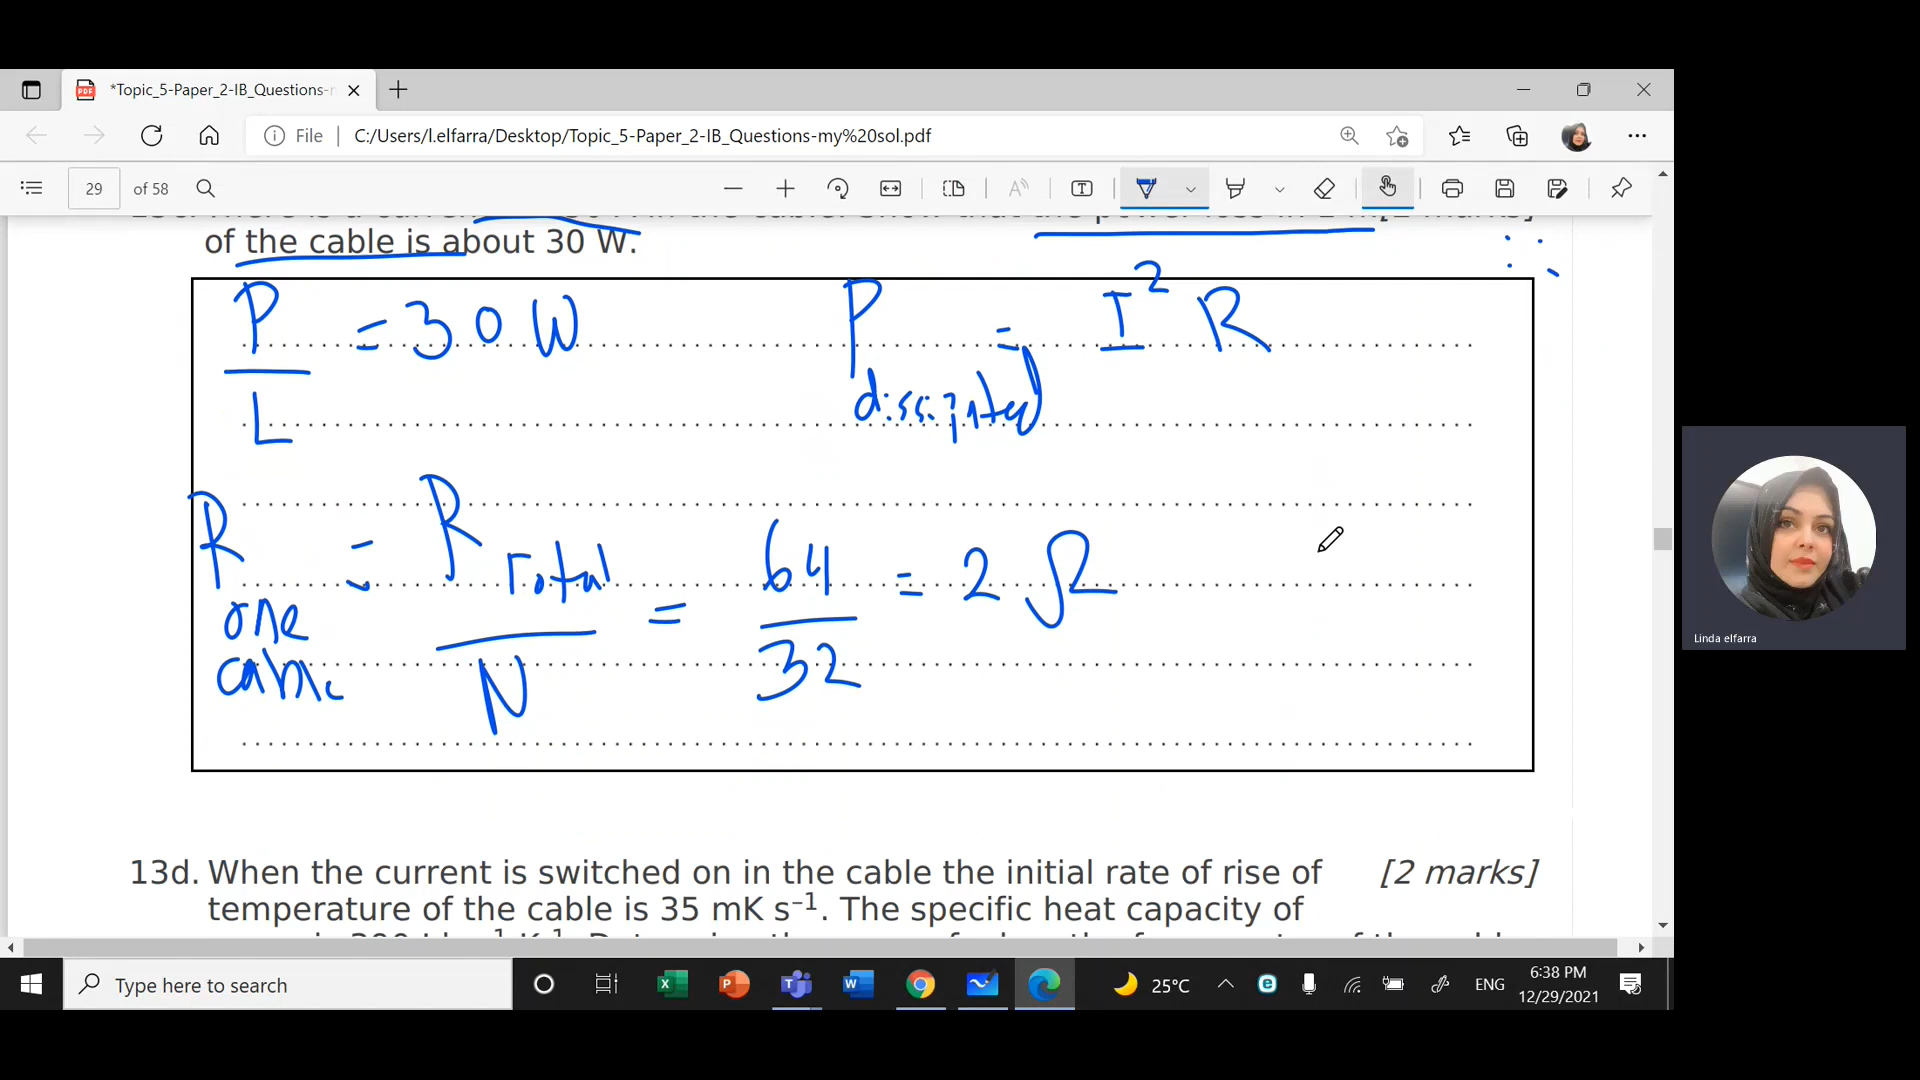 *Topic_5-Paper_2-IB_Questions-
File | C:/Users/l.elfarra/Desktop/Topic_5-Paper_2-IB_Questions-my%20sol.pdf
29 of 58
of the cable is about 30 W.
P/L = 30 W
P dissipated = I² R
R one cable = R Total / N = 64/32 = 2 Ω
13d. When the current is switched on in the cable the initial rate of rise of [2 marks]
temperature of the cable is 35 mK s⁻¹. The specific heat capacity of
Linda elfarra
Type here to search
25°C
ENG
6:38 PM
12/29/2021